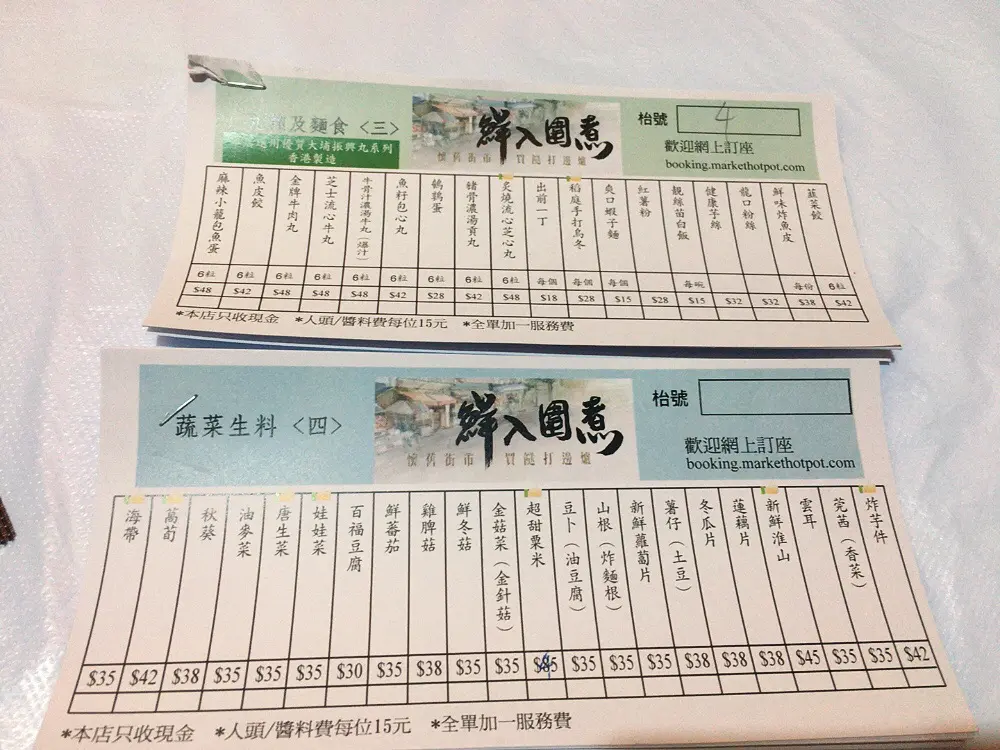 及麵食〈三〉
選用優質大埔振興丸系列
香港製造
鮮入圍煮
懷舊街市 買餸打邊爐
枱號 4
歡迎網上訂座
booking.markethotpot.com
麻辣小籠包魚蛋
魚皮餃
金牌牛肉丸
芝士流心牛丸
牛骨汁濃湯牛丸(爆汁)
魚籽包心丸
鵪鶉蛋
豬骨濃湯貢丸
炙燒流心芝心丸
出前一丁
稻庭手打烏冬
爽口蝦子麵
紅薯粉
靚絲苗白飯
健康芋絲
龍口粉絲
鮮味炸魚皮
韮菜餃
6粒 6粒 6粒 6粒 6粒 6粒 6粒 6粒 6粒 每個 每個 每個 每碗 每份 6粒
$48 $42 $48 $48 $48 $42 $28 $42 $48 $18 $28 $15 $28 $15 $32 $32 $38 $42
*本店只收現金 *人頭/醬料費每位15元 *全單加一服務費
蔬菜生料〈四〉
鮮入圍煮
懷舊街市 買餸打邊爐
枱號
歡迎網上訂座
booking.markethotpot.com
海帶
萵荀
秋葵
油麥菜
唐生菜
娃娃菜
百福豆腐
鮮蕃茄
雞脾菇
鮮冬菇
金菇菜(金針菇)
超甜粟米
豆卜(油豆腐)
山根(炸麵根)
新鮮蘿蔔片
薯仔(土豆)
冬瓜片
蓮藕片
新鮮淮山
雲耳
芫茜(香菜)
炸芋件
$35 $42 $38 $35 $35 $35 $30 $35 $38 $35 $35 $35 $35 $35 $35 $38 $38 $38 $45 $35 $35 $42
*本店只收現金 *人頭/醬料費每位15元 *全單加一服務費